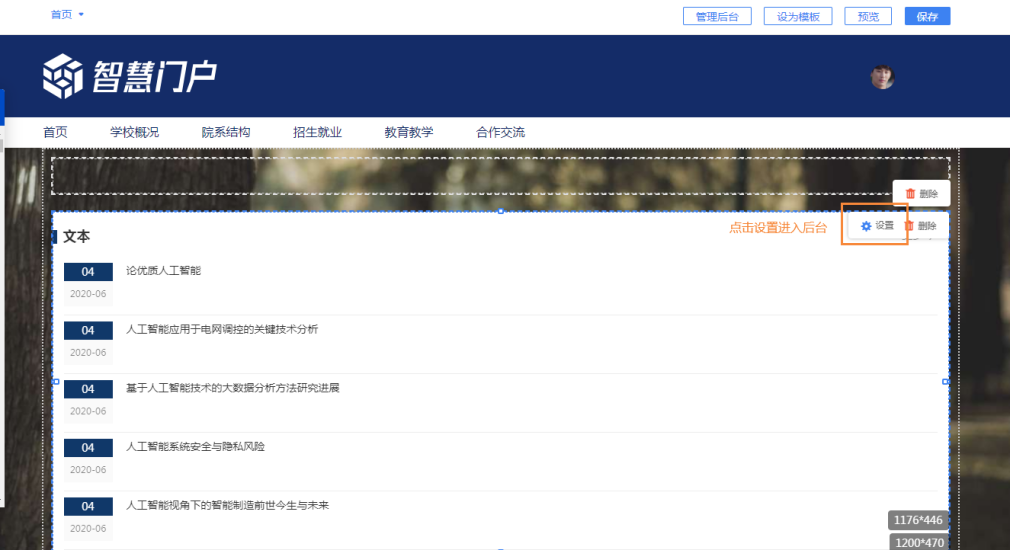 首页
管理后台 设为模板 预览 保存
智慧门户
首页 学校概况 院系结构 招生就业 教育教学 合作交流
删除
点击设置进入后台 设置 删除
文本
04 论优质人工智能
2020-06
04 人工智能应用于电网调控的关键技术分析
2020-06
04 基于人工智能技术的大数据分析方法研究进展
2020-06
04 人工智能系统安全与隐私风险
2020-06
04 人工智能视角下的智能制造前世今生与未来
2020-06
1176*446
1200*470